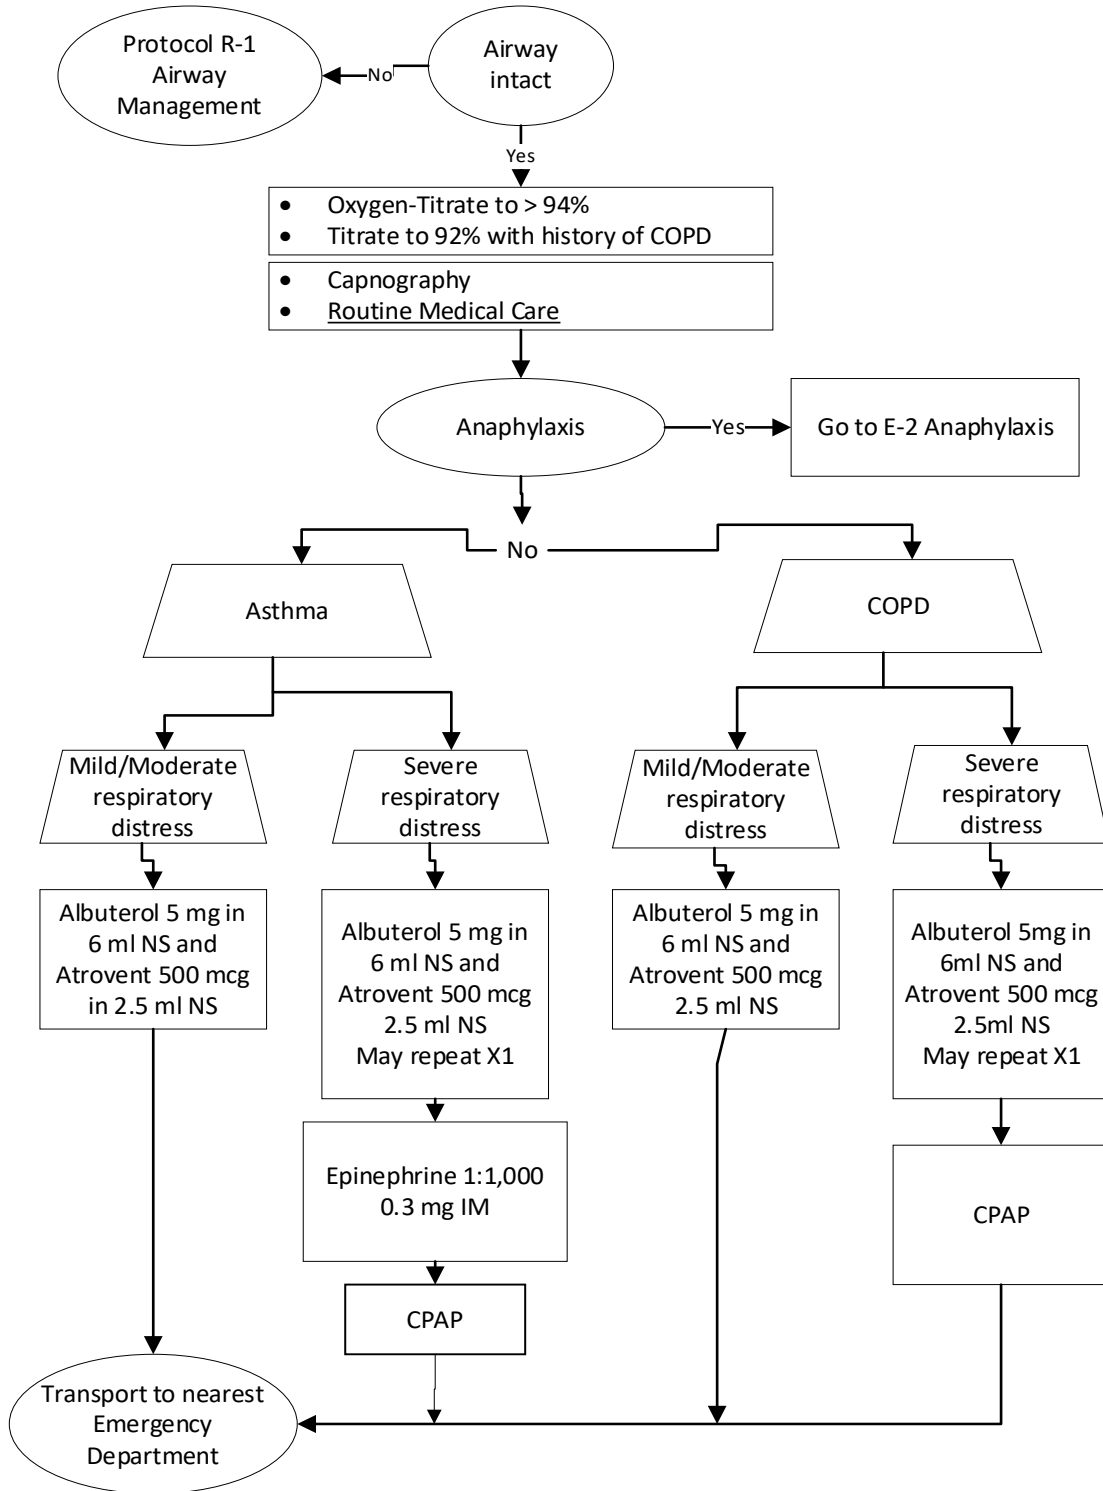 Protocol R-1
Airway
Management
No
Airway
intact
Yes
• Oxygen-Titrate to > 94%
• Titrate to 92% with history of COPD
• Capnography
• Routine Medical Care
Anaphylaxis
Yes
Go to E-2 Anaphylaxis
No
Asthma
COPD
Mild/Moderate
respiratory
distress
Severe
respiratory
distress
Mild/Moderate
respiratory
distress
Severe
respiratory
distress
Albuterol 5 mg in
6 ml NS and
Atrovent 500 mcg
in 2.5 ml NS
Albuterol 5 mg in
6 ml NS and
Atrovent 500 mcg
2.5 ml NS
May repeat X1
Albuterol 5 mg in
6 ml NS and
Atrovent 500 mcg
2.5 ml NS
Albuterol 5mg in
6ml NS and
Atrovent 500 mcg
2.5ml NS
May repeat X1
Epinephrine 1:1,000
0.3 mg IM
CPAP
CPAP
Transport to nearest
Emergency
Department